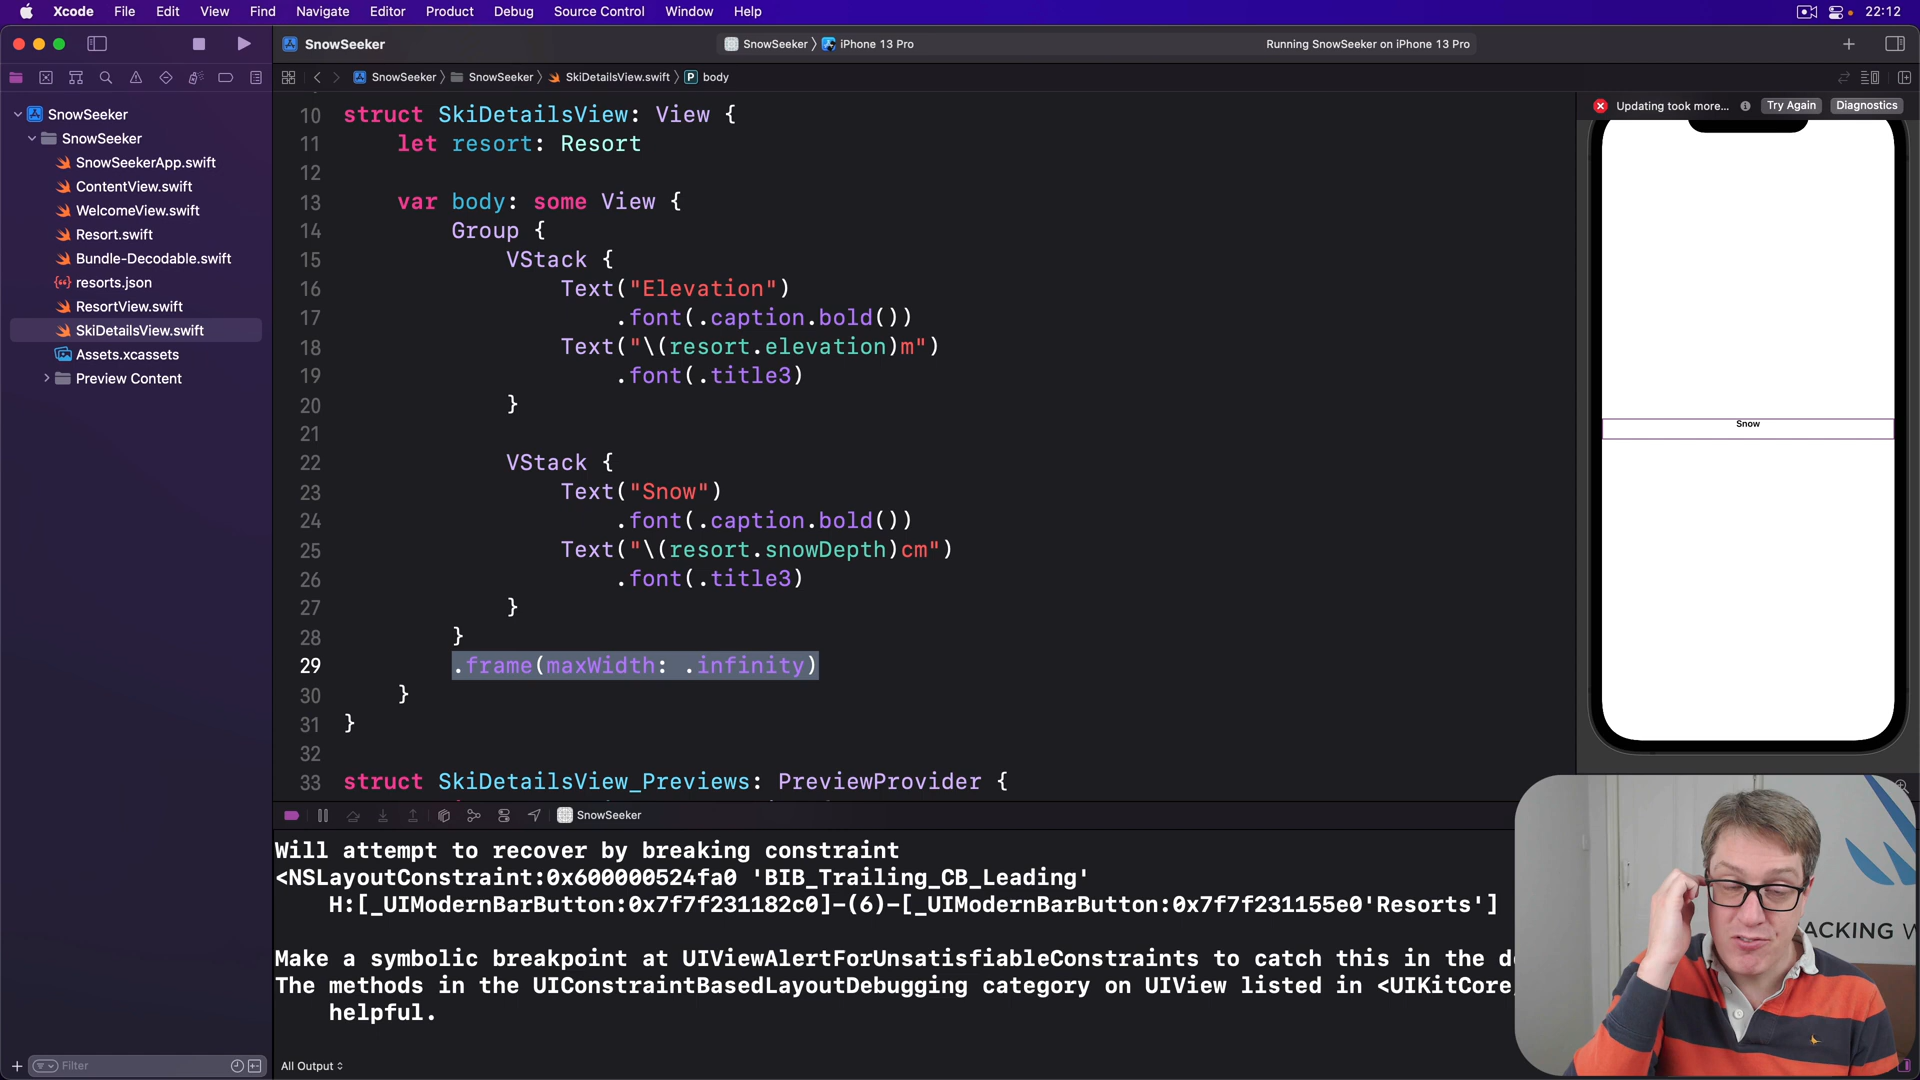 Xcode File Edit View Find Navigate Editor Product Debug Source Control Window Help 22:12
SnowSeeker SnowSeeker iPhone 13 Pro Running SnowSeeker on iPhone 13 Pro
SnowSeeker SnowSeeker SkiDetailsView.swift P body
Updating took more... Try Again Diagnostics
SnowSeeker
SnowSeeker
SnowSeekerApp.swift
ContentView.swift
WelcomeView.swift
Resort.swift
Bundle-Decodable.swift
resorts.json
ResortView.swift
SkiDetailsView.swift
Assets.xcassets
Preview Content
10 struct SkiDetailsView: View {
11 let resort: Resort
12
13 var body: some View {
14 Group {
15 VStack {
16 Text("Elevation")
17 .font(.caption.bold())
18 Text("\(resort.elevation)m")
19 .font(.title3)
20 }
21
22 VStack {
23 Text("Snow")
24 .font(.caption.bold())
25 Text("\(resort.snowDepth)cm")
26 .font(.title3)
27 }
28 }
29 .frame(maxWidth: .infinity)
30 }
31 }
32
33 struct SkiDetailsView_Previews: PreviewProvider {
Snow
SnowSeeker
Will attempt to recover by breaking constraint
<NSLayoutConstraint:0x600000524fa0 'BIB_Trailing_CB_Leading'
H:[_UIModernBarButton:0x7f7f231182c0]-(6)-[_UIModernBarButton:0x7f7f231155e0'Resorts']
Make a symbolic breakpoint at UIViewAlertForUnsatisfiableConstraints to catch this in the
The methods in the UIConstraintBasedLayoutDebugging category on UIView listed in <UIKitCore
helpful.
Filter
All Output
ACKING W